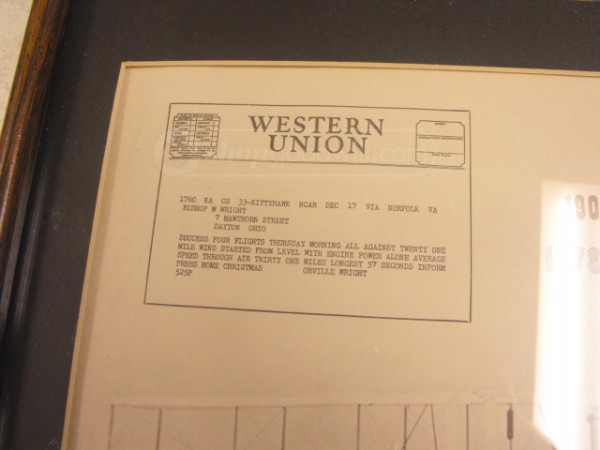 WESTERN
UNION
176C KA CS 33-KITTYHAWK NCAR DEC 17 VIA NORFOLK VA
BISHOP M WRIGHT
7 HAWTHORN STREET
DAYTON OHIO
SUCCESS FOUR FLIGHTS THURSDAY MORNING ALL AGAINST TWENTY ONE
MILE WIND STARTED FROM LEVEL WITH ENGINE POWER ALONE AVERAGE
SPEED THROUGH AIR THIRTY ONE MILES LONGEST 57 SECONDS INFORM
PRESS HOME CHRISTMAS ORVILLE WRIGHT
525P
190